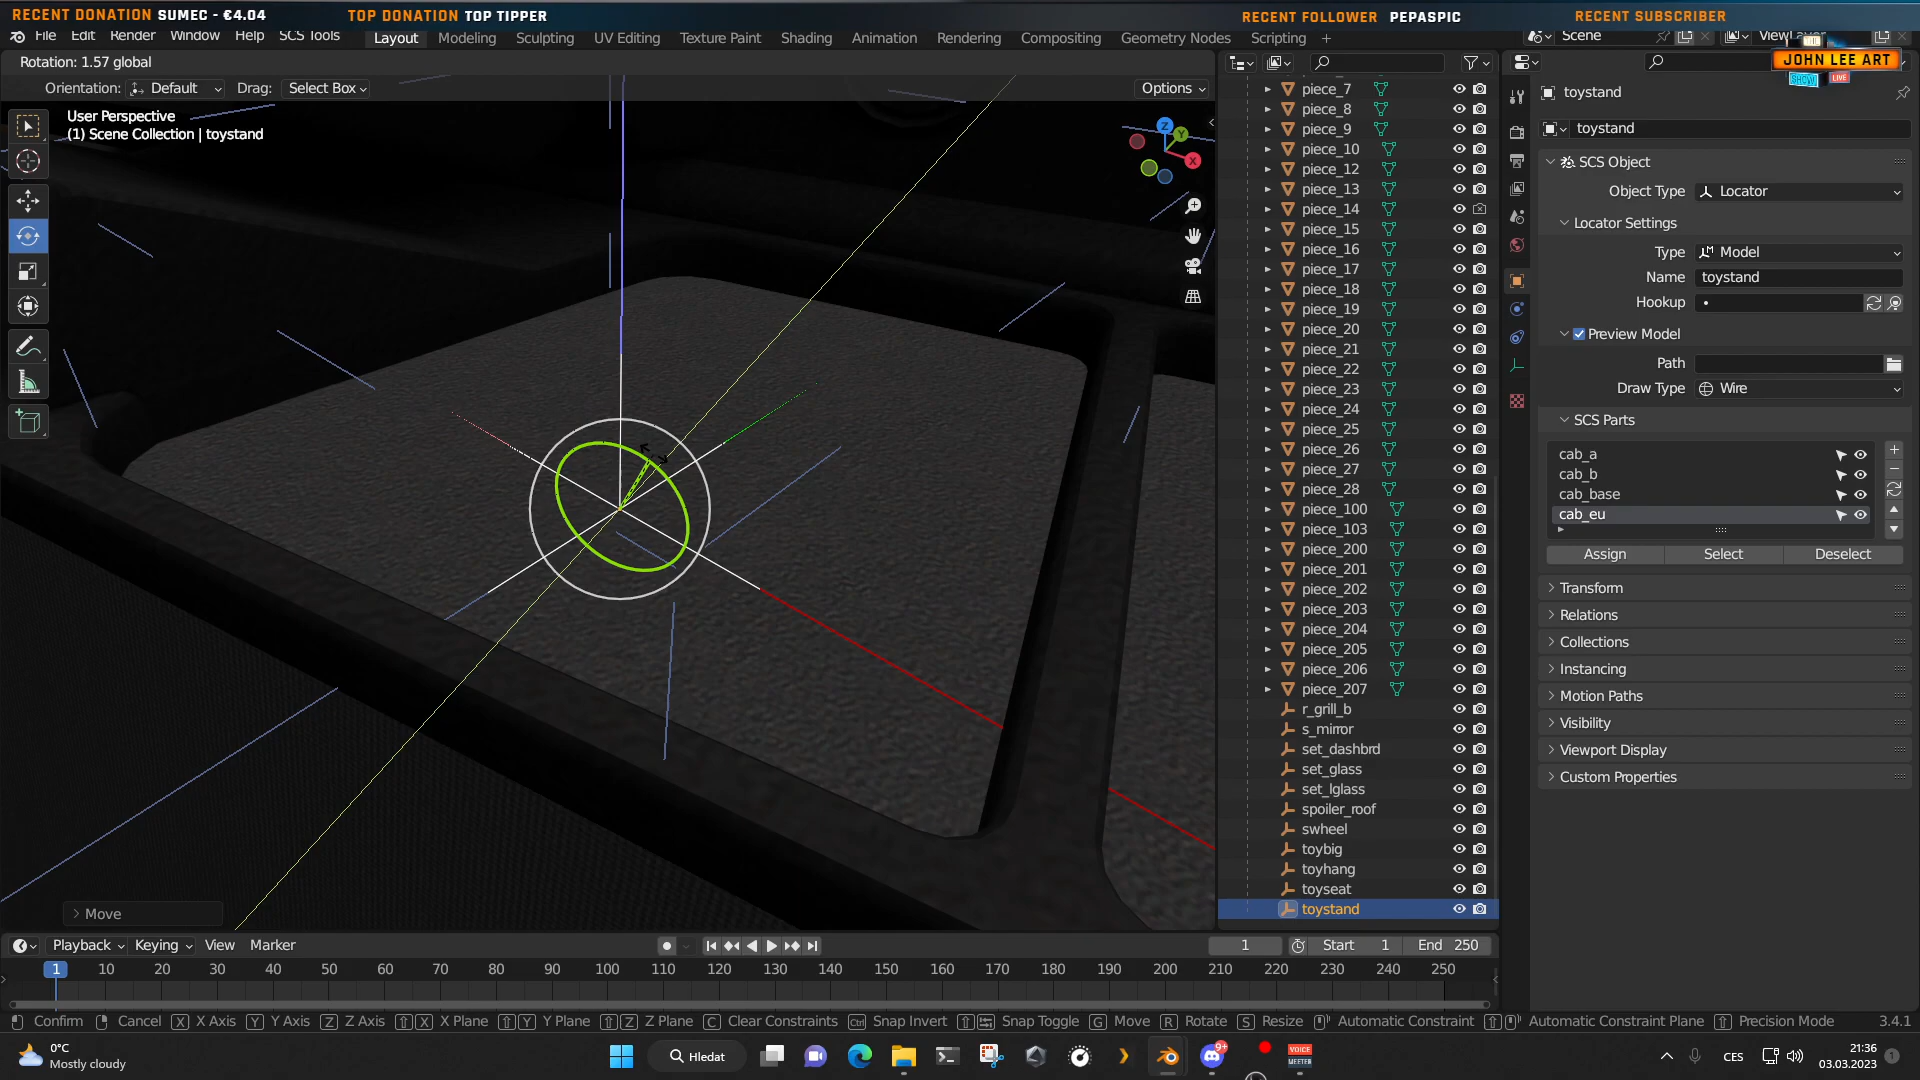 RECENT DONATION SUMEC - €4.04
TOP DONATION TOP TIPPER
RECENT FOLLOWER PEPASPIC
RECENT SUBSCRIBER
File Edit Render Window Help SCS Tools
Layout Modeling Sculpting UV Editing Texture Paint Shading Animation Rendering Compositing Geometry Nodes Scripting +
Scene
ViewLayer
JOHN LEE ART
SHOW
LIVE
Rotation: 1.57 global
Orientation: Default Drag: Select Box
Options
User Perspective
(1) Scene Collection | toystand
Z
Y
X
Move
piece_7
piece_8
piece_9
piece_10
piece_12
piece_13
piece_14
piece_15
piece_16
piece_17
piece_18
piece_19
piece_20
piece_21
piece_22
piece_23
piece_24
piece_25
piece_26
piece_27
piece_28
piece_100
piece_103
piece_200
piece_201
piece_202
piece_203
piece_204
piece_205
piece_206
piece_207
r_grill_b
s_mirror
set_dashbrd
set_glass
set_lglass
spoiler_roof
swheel
toybig
toyhang
toyseat
toystand
toystand
toystand
SCS Object
Object Type Locator
Locator Settings
Type Model
Name toystand
Hookup
Preview Model
Path
Draw Type Wire
SCS Parts
cab_a
cab_b
cab_base
cab_eu
Assign Select Deselect
Transform
Relations
Collections
Instancing
Motion Paths
Visibility
Viewport Display
Custom Properties
Playback Keying View Marker
1 Start 1 End 250
1 10 20 30 40 50 60 70 80 90 100 110 120 130 140 150 160 170 180 190 200 210 220 230 240 250
Confirm Cancel X X Axis Y Y Axis Z Z Axis X X Plane Y Y Plane Z Z Plane C Clear Constraints Ctrl Snap Invert Snap Toggle G Move R Rotate S Resize Automatic Constraint Automatic Constraint Plane Precision Mode 3.4.1
0°C
Mostly cloudy
Hledat
9+
VOICE
MEETER
CES
21:36
03.03.2023
1